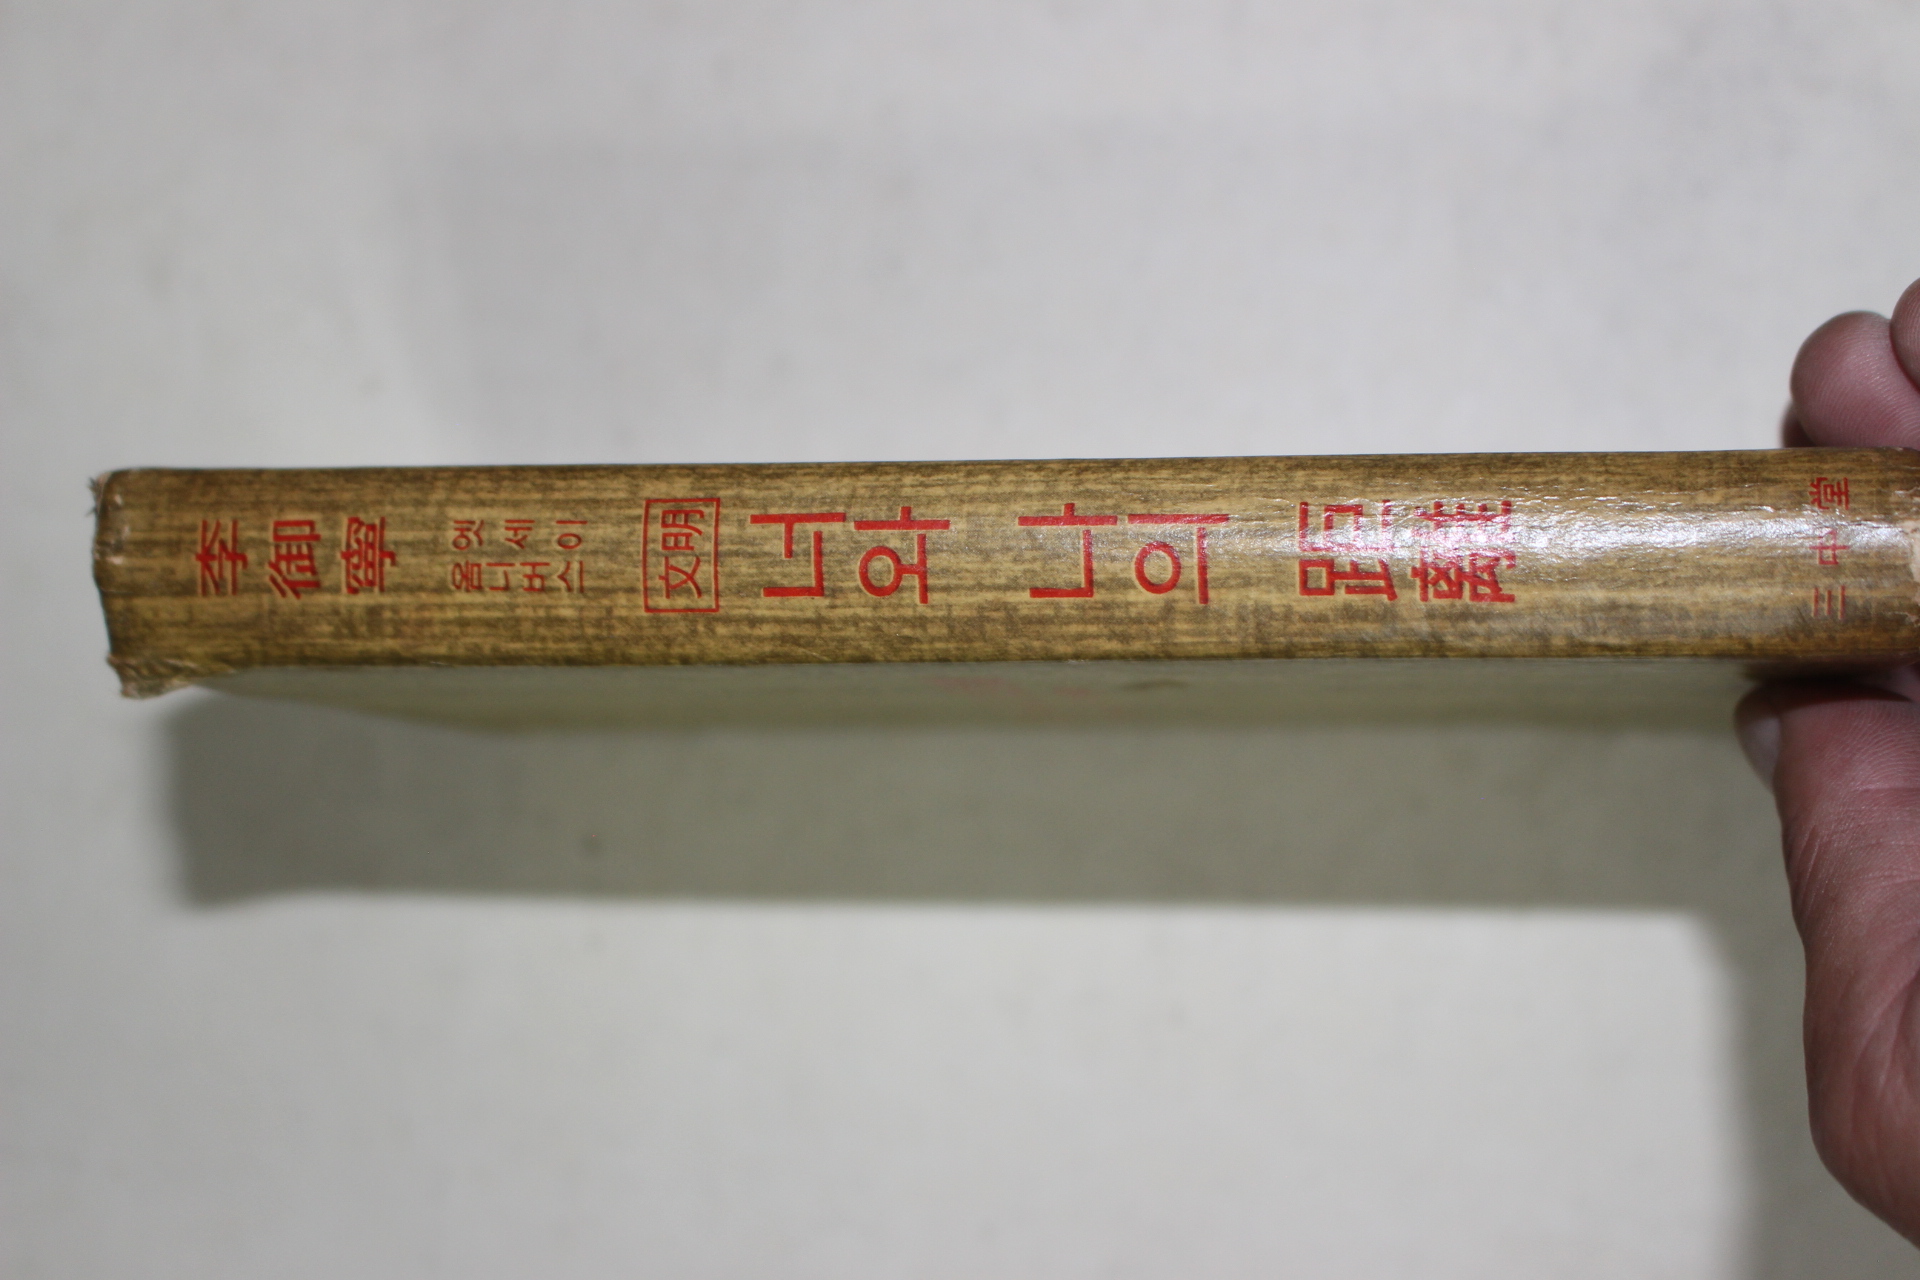 李御寧
옴니버스
엣세이
文明
너와 나의 距離
三中堂